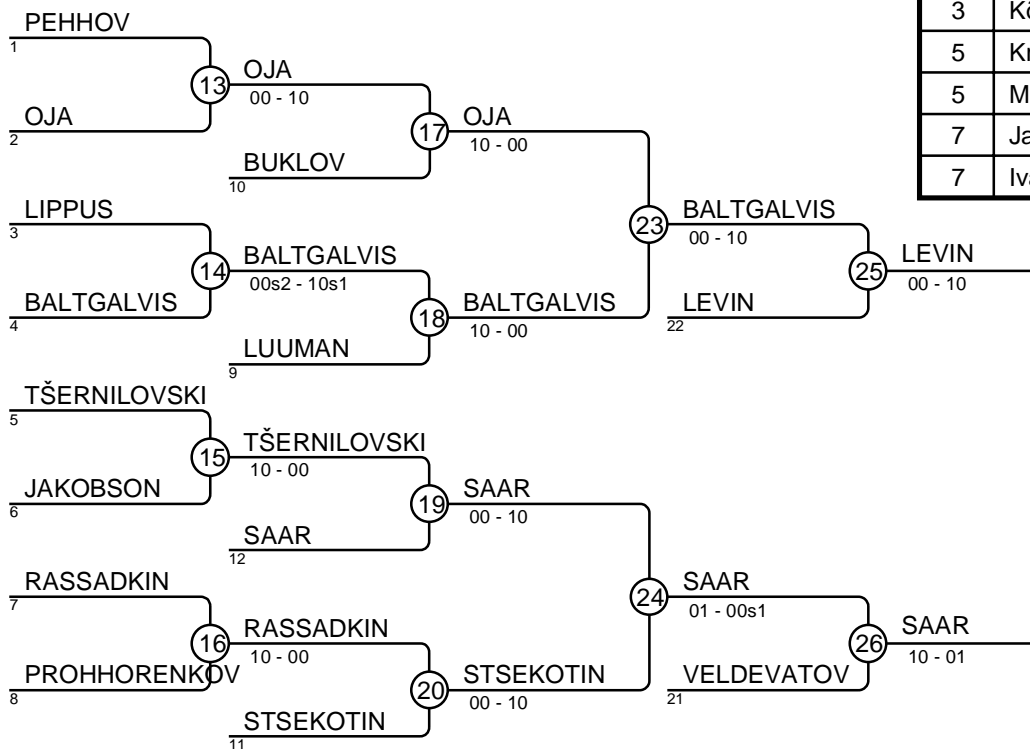 PEHHOV
1
13
OJA
00 - 10
OJA
2
17
OJA
10 - 00
BUKLOV
10
LIPPUS
3
14
BALTGALVIS
00s2 - 10s1
BALTGALVIS
4
18
BALTGALVIS
10 - 00
LUUMAN
9
23
BALTGALVIS
00 - 10
25
LEVIN
00 - 10
LEVIN
22
TŠERNILOVSKI
5
15
TŠERNILOVSKI
10 - 00
JAKOBSON
6
19
SAAR
00 - 10
SAAR
12
RASSADKIN
7
16
RASSADKIN
10 - 00
PROHHORENKOV
8
20
STSEKOTIN
00 - 10
STSEKOTIN
11
24
SAAR
01 - 00s1
26
SAAR
10 - 01
VELDEVATOV
21
3
5
5
7
7